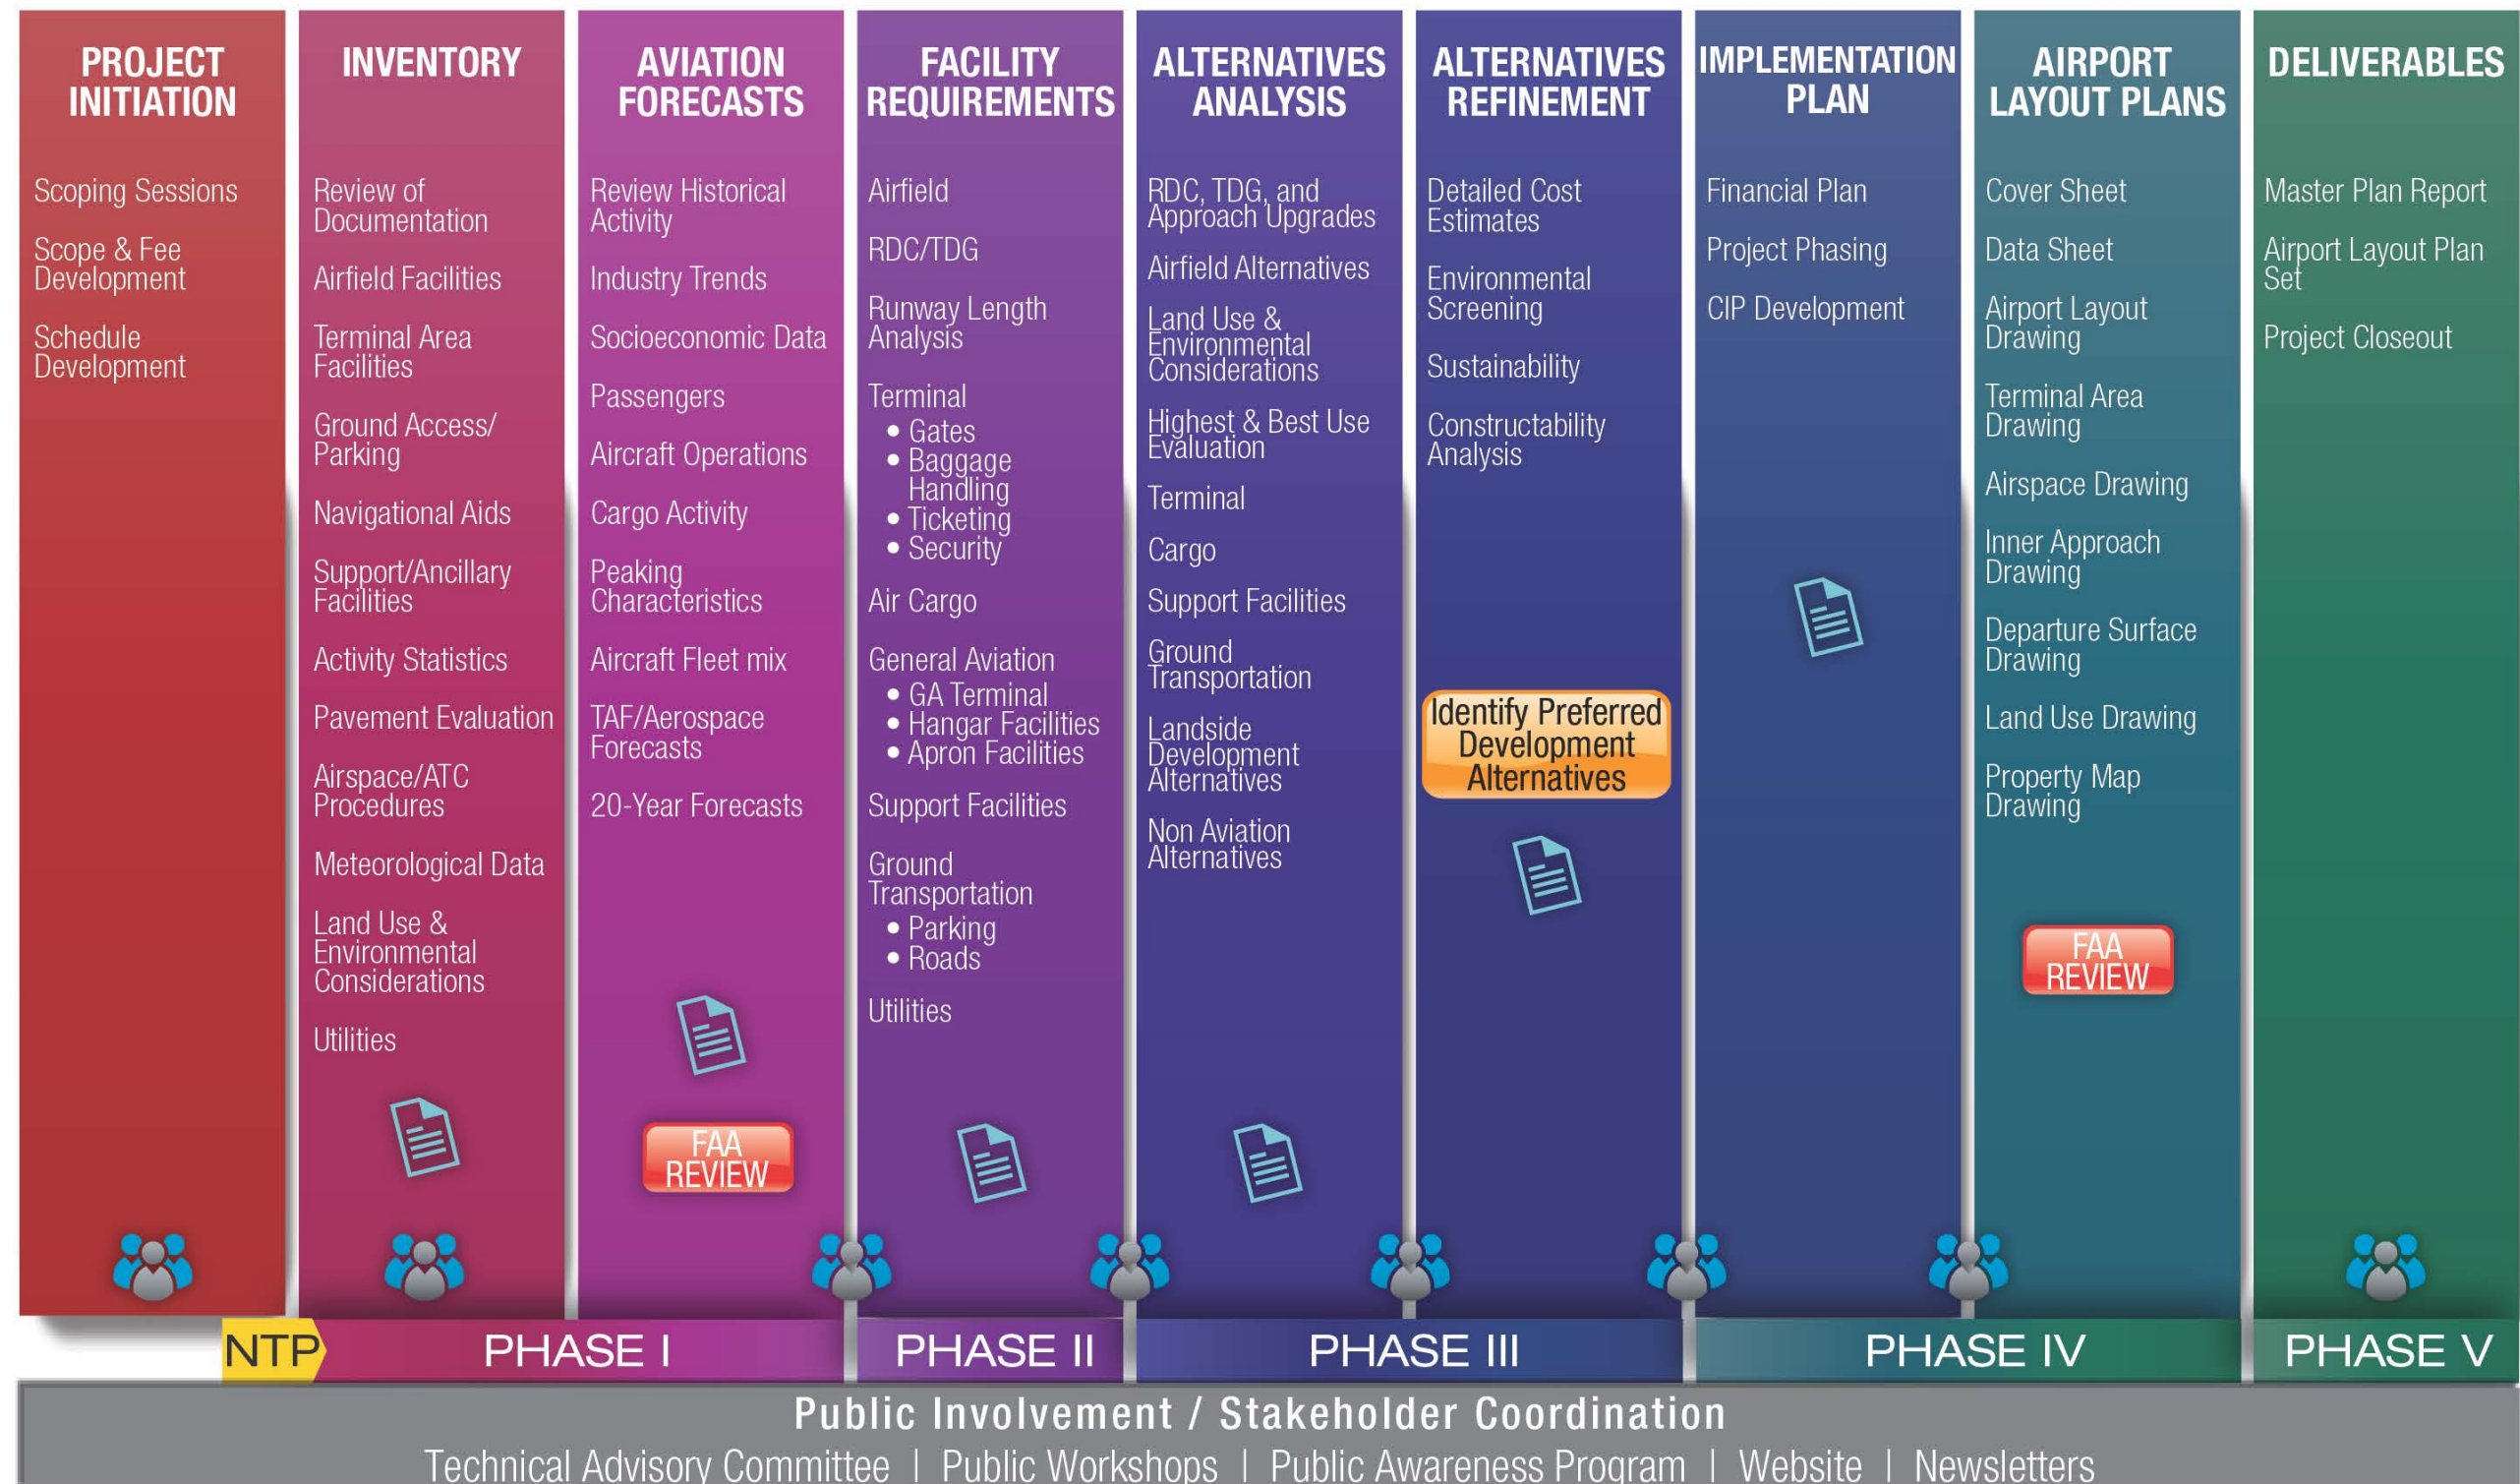 PROJECT
INITIATION
Scoping Sessions
Scope & Fee
Development
Schedule
Development
INVENTORY
Review of
Documentation
Airfield Facilities
Terminal Area
Facilities
Ground Access/
Parking
Navigational Aids
Support/Ancillary
Facilities
Activity Statistics
Pavement Evaluation
Airspace/ATC
Procedures
Meteorological Data
Land Use &
Environmental
Considerations
Utilities
AVIATION
FORECASTS
Review Historical
Activity
Industry Trends
Socioeconomic Data
Passengers
Aircraft Operations
Cargo Activity
Peaking
Characteristics
Aircraft Fleet mix
TAF/Aerospace
Forecasts
20-Year Forecasts
FAA
REVIEW
FACILITY
REQUIREMENTS
Airfield
RDC/TDG
Runway Length
Analysis
Terminal
• Gates
• Baggage
Handling
• Ticketing
• Security
Air Cargo
General Aviation
• GA Terminal
• Hangar Facilities
• Apron Facilities
Support Facilities
Ground
Transportation
• Parking
• Roads
Utilities
ALTERNATIVES
ANALYSIS
RDC, TDG, and
Approach Upgrades
Airfield Alternatives
Land Use &
Environmental
Considerations
Highest & Best Use
Evaluation
Terminal
Cargo
Support Facilities
Ground
Transportation
Landside
Development
Alternatives
Non Aviation
Alternatives
ALTERNATIVES
REFINEMENT
Detailed Cost
Estimates
Environmental
Screening
Sustainability
Constructability
Analysis
Identify Preferred
Development
Alternatives
IMPLEMENTATION
PLAN
Financial Plan
Project Phasing
CIP Development
AIRPORT
LAYOUT PLANS
Cover Sheet
Data Sheet
Airport Layout
Drawing
Terminal Area
Drawing
Airspace Drawing
Inner Approach
Drawing
Departure Surface
Drawing
Land Use Drawing
Property Map
Drawing
FAA
REVIEW
DELIVERABLES
Master Plan Report
Airport Layout Plan
Set
Project Closeout
NTP
PHASE I
PHASE II
PHASE III
PHASE IV
PHASE V
Public Involvement / Stakeholder Coordination
Technical Advisory Committee | Public Workshops | Public Awareness Program | Website | Newsletters